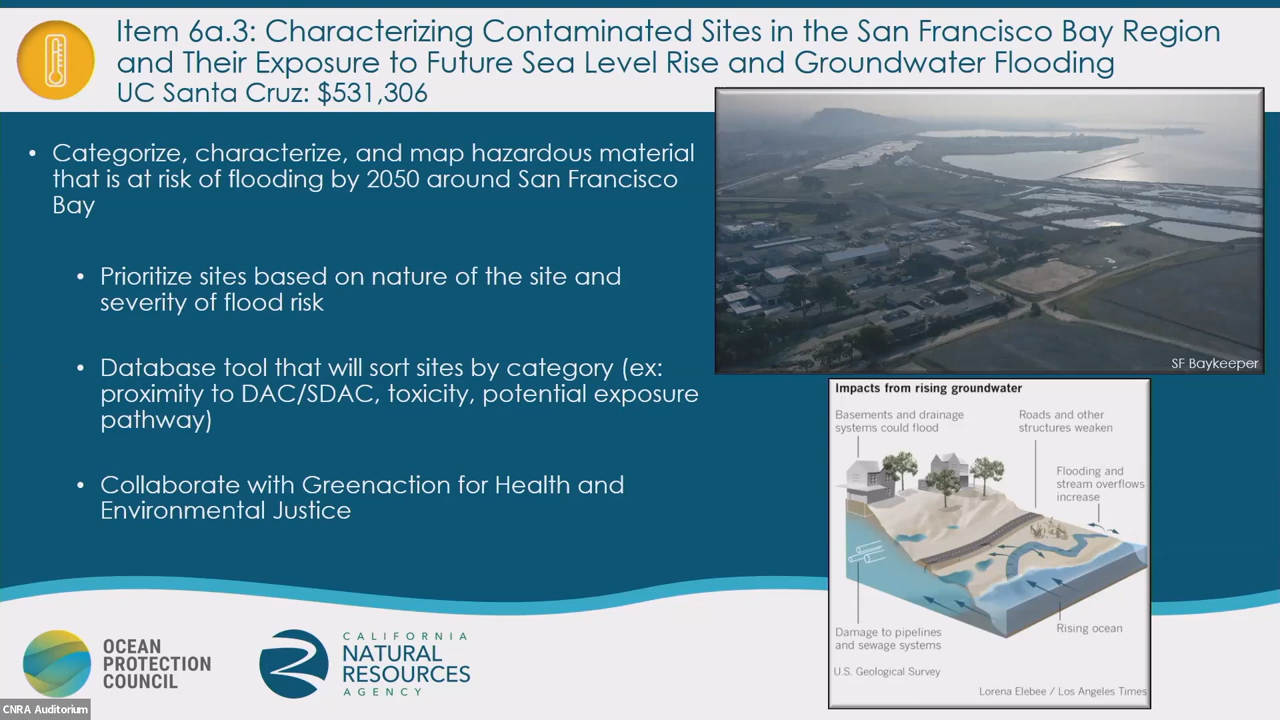 Item 6a.3: Characterizing Contaminated Sites in the San Francisco Bay Region
and Their Exposure to Future Sea Level Rise and Groundwater Flooding
UC Santa Cruz: $531,306
• Categorize, characterize, and map hazardous material
that is at risk of flooding by 2050 around San Francisco
Bay
• Prioritize sites based on nature of the site and
severity of flood risk
• Database tool that will sort sites by category (ex:
proximity to DAC/SDAC, toxicity, potential exposure
pathway)
• Collaborate with Greenaction for Health and
Environmental Justice
SF Baykeeper
Impacts from rising groundwater
Basements and drainage
systems could flood
Roads and other
structures weaken
Flooding and
stream overflows
increase
Damage to pipelines
and sewage systems
Rising ocean
U.S. Geological Survey
Lorena Elebee / Los Angeles Times
OCEAN
PROTECTION
COUNCIL
CALIFORNIA
NATURAL
RESOURCES
AGENCY
CNRA Auditorium